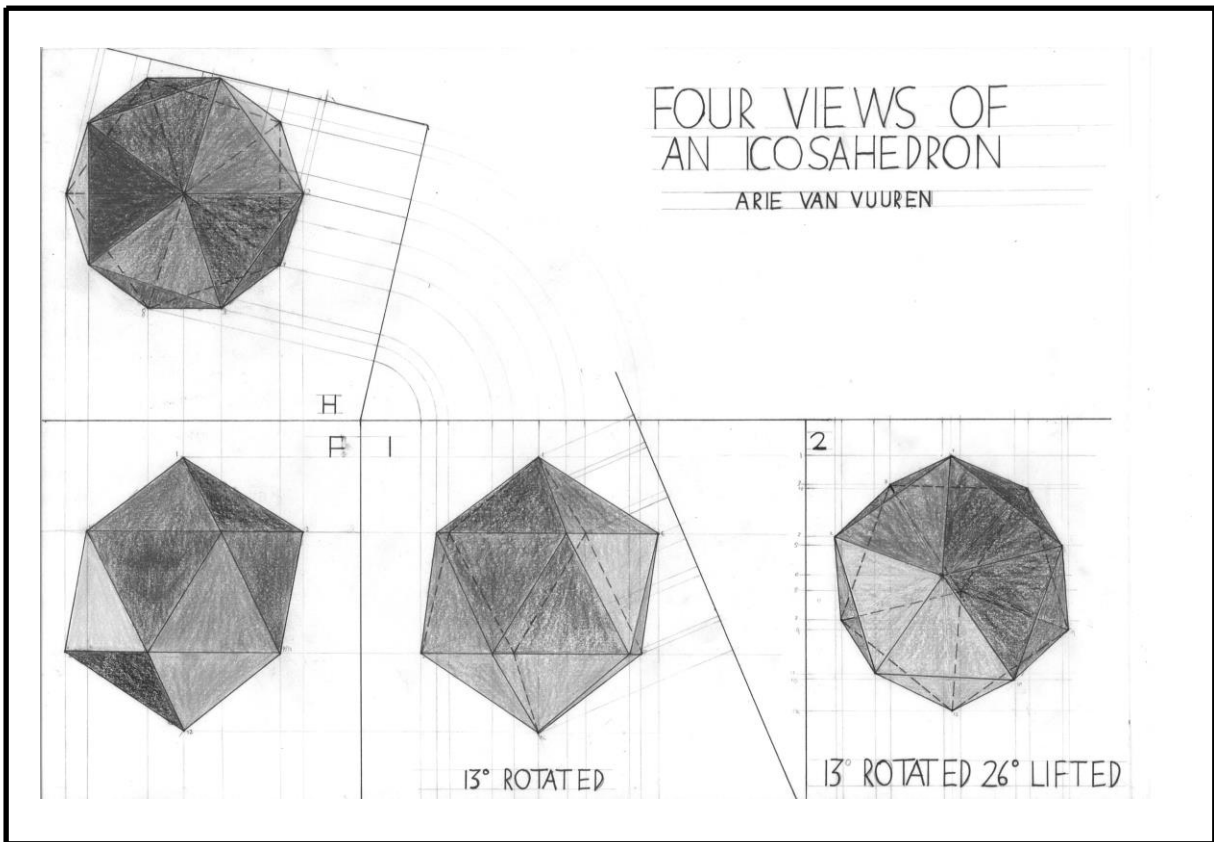 FOUR VIEWS OF
AN ICOSAHEDRON
ARIE VAN VUUREN
H
F
1
2
13° ROTATED
13° ROTATED 26° LIFTED